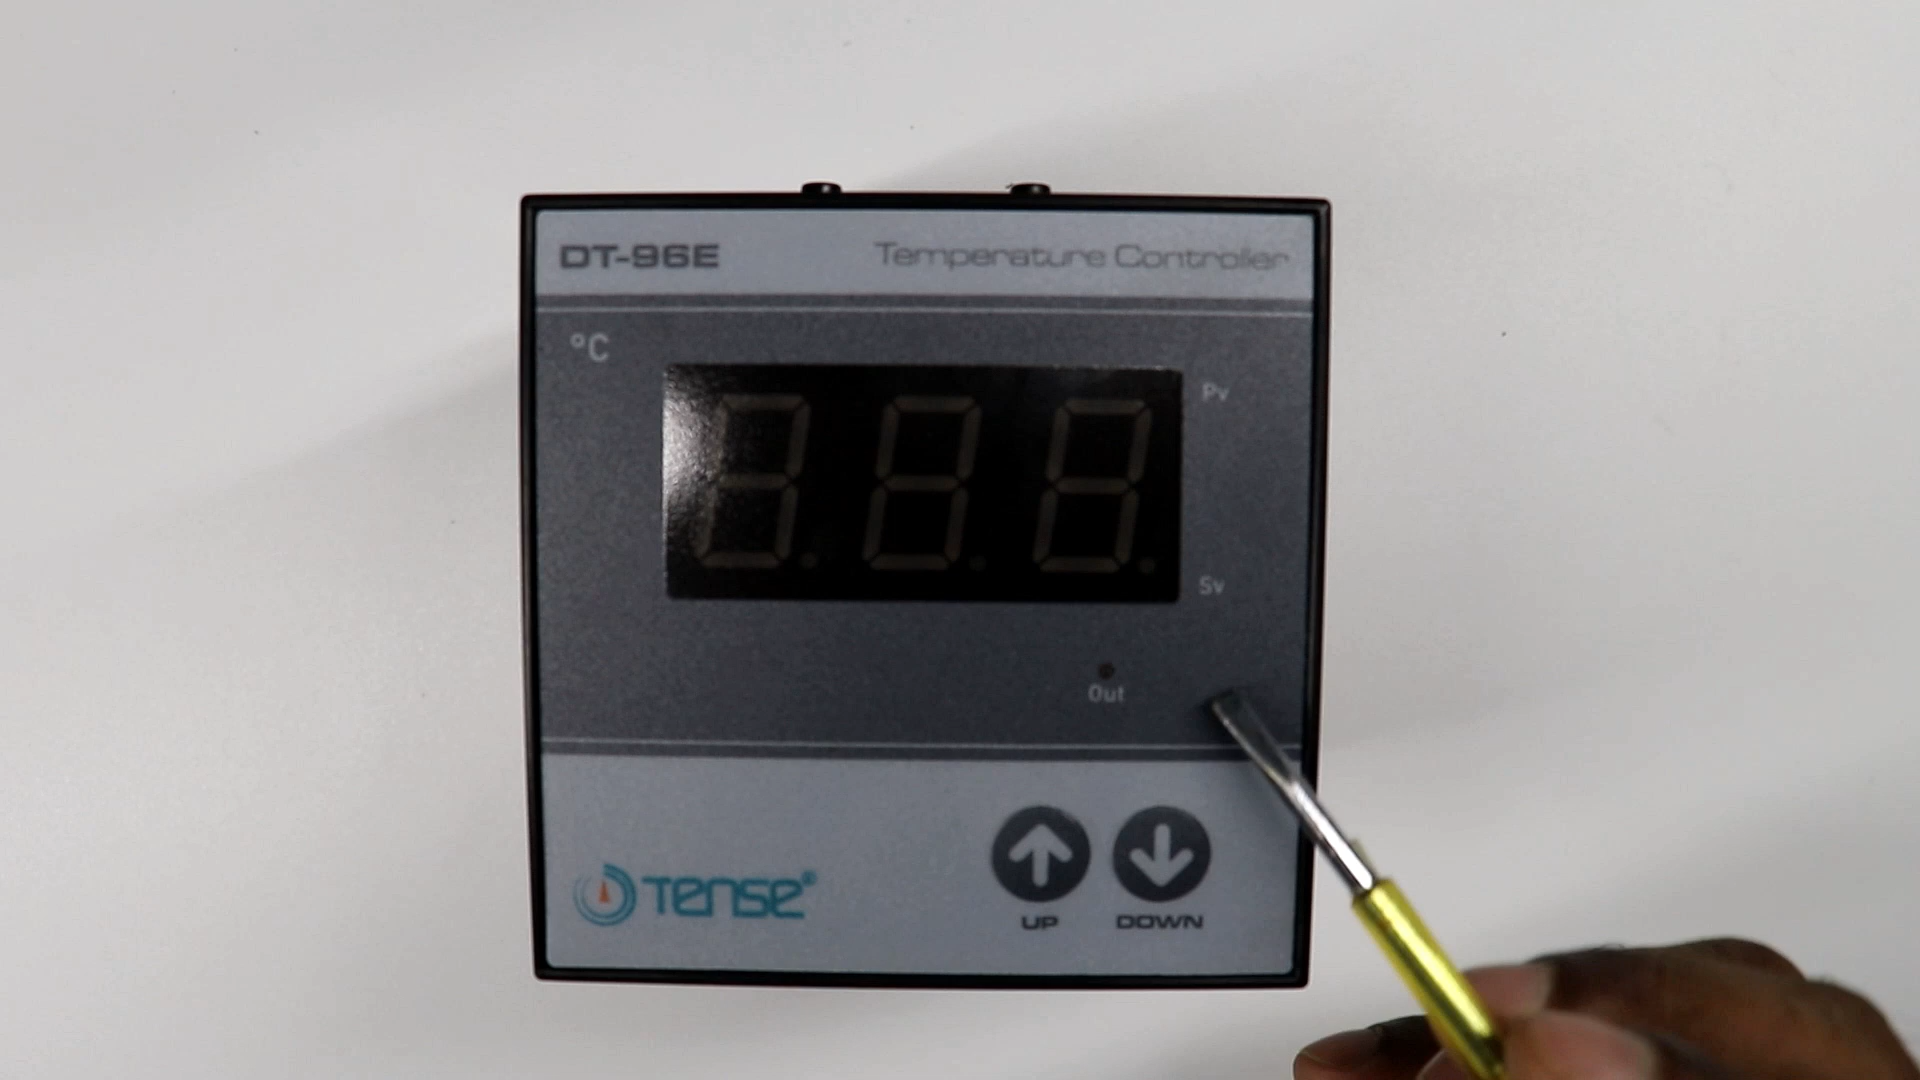 DT-96E Temperature Controller
°C
Pv
Sv
Out
TENSE®
UP DOWN